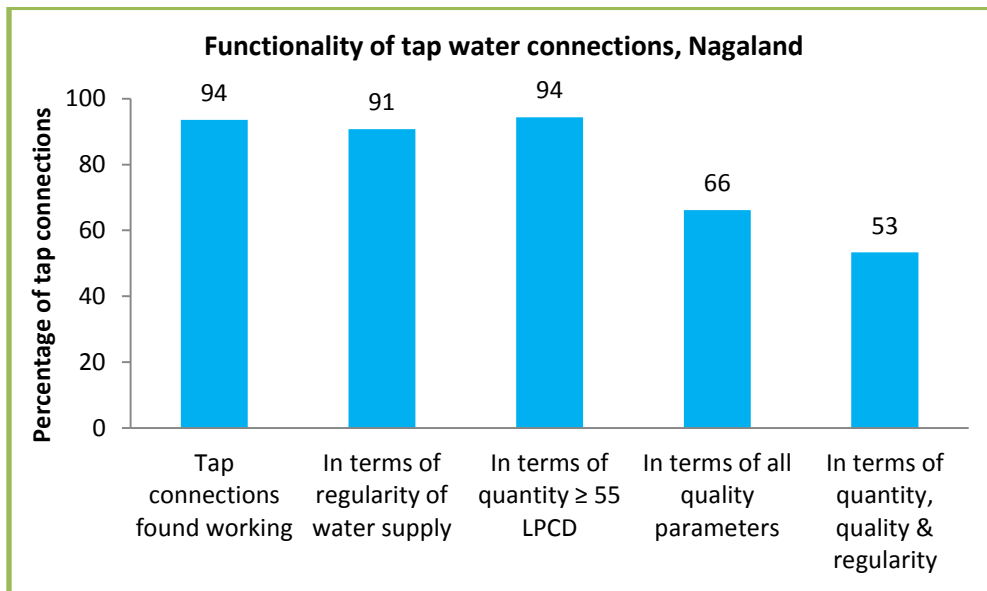 Functionality of tap water connections, Nagaland
Percentage of tap connections
100
80
60
40
20
0
94
91
94
66
53
Tap
connections
found working
In terms of
regularity of
water supply
In terms of
quantity ≥ 55
LPCD
In terms of all
quality
parameters
In terms of
quantity,
quality &
regularity